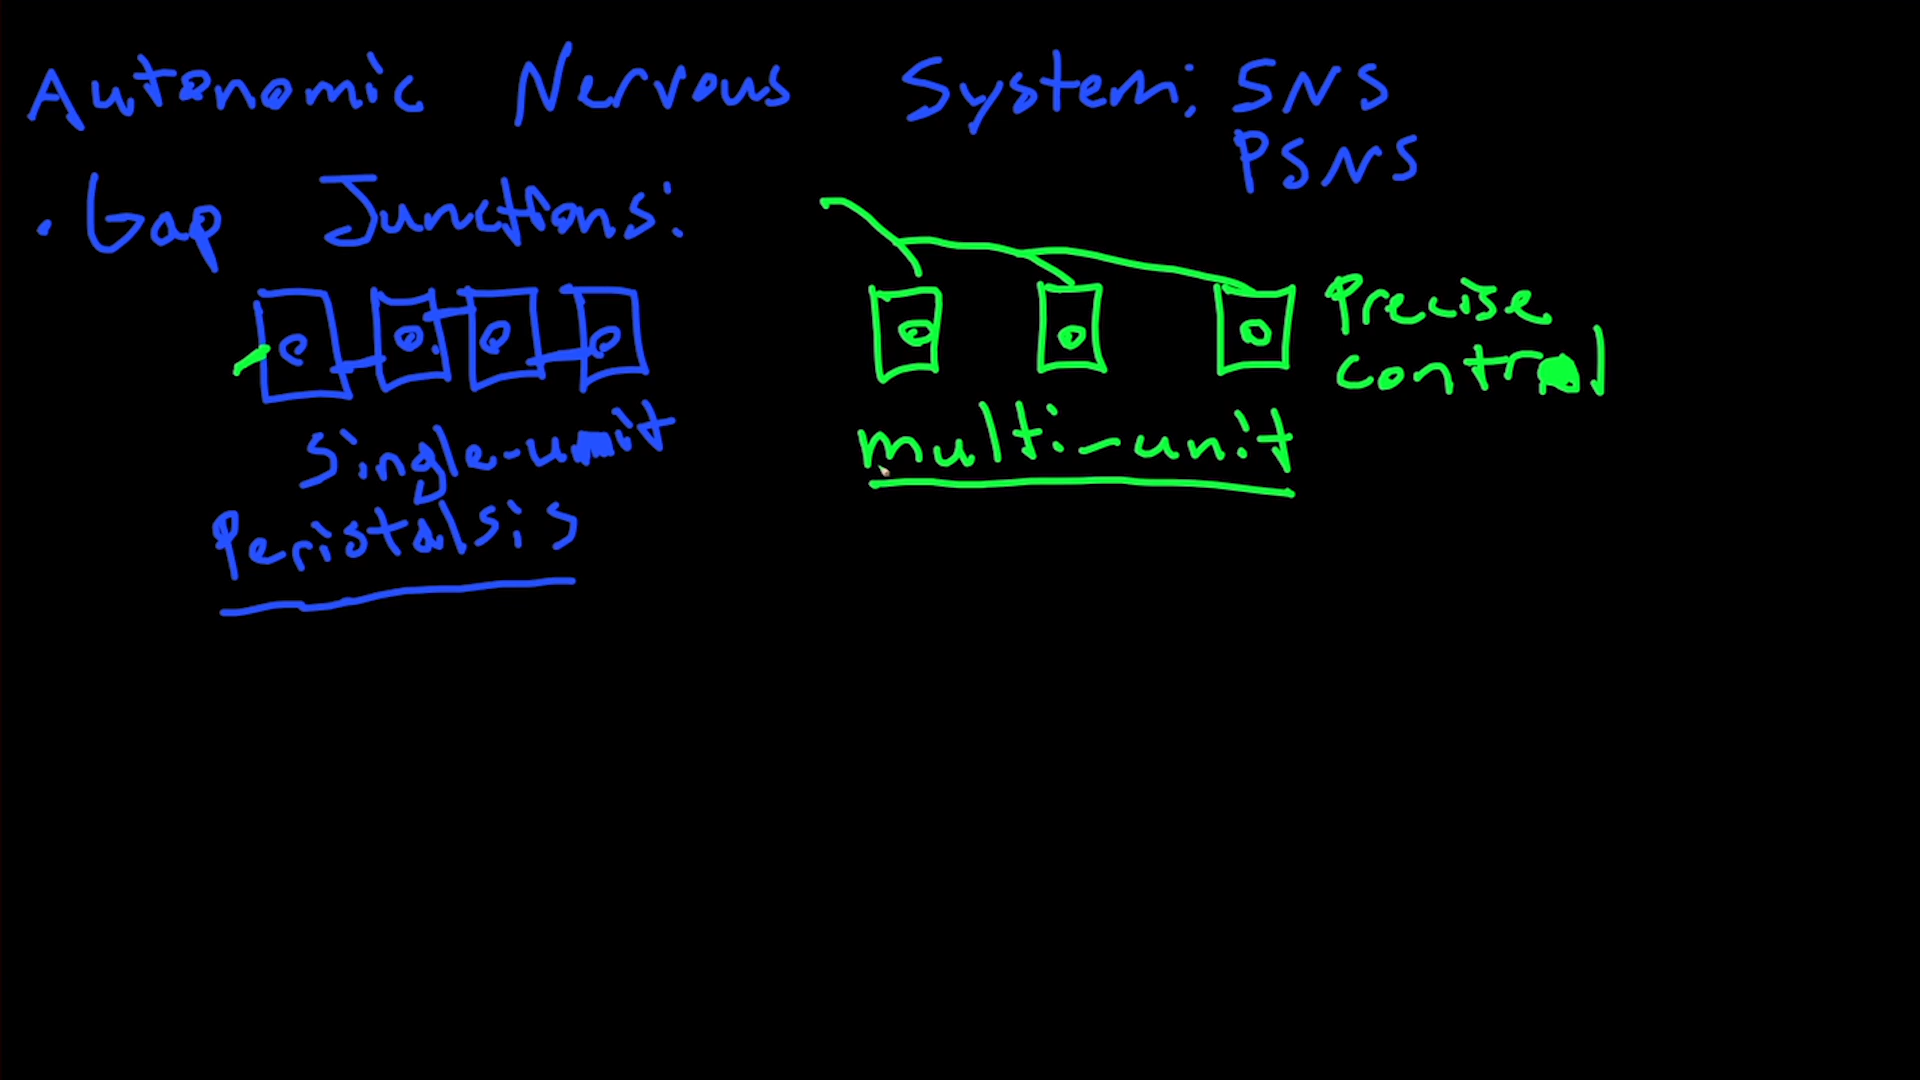 Autonomic Nervous System: SNS
PSNS
• Gap Junctions:
Precise
control
single-unit
multi-unit
Peristalsis